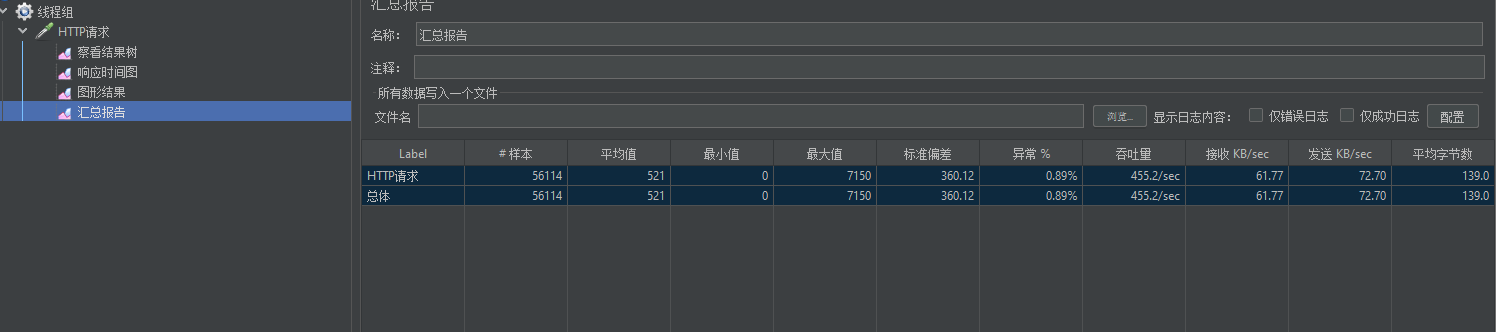 线程组
HTTP请求
察看结果树
响应时间图
图形结果
汇总报告
汇总报告
名称： 汇总报告
注释：
所有数据写入一个文件
文件名 浏览... 显示日志内容： 仅错误日志 仅成功日志 配置
Label # 样本 平均值 最小值 最大值 标准偏差 异常 % 吞吐量 接收 KB/sec 发送 KB/sec 平均字节数
HTTP请求 56114 521 0 7150 360.12 0.89% 455.2/sec 61.77 72.70 139.0
总体 56114 521 0 7150 360.12 0.89% 455.2/sec 61.77 72.70 139.0